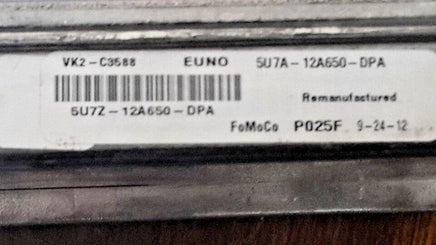 VK2-C3588 EUNO 5U7A-12A650-DPA
5U7Z-12A650-DPA Remanufactured
FoMoCo P025F 9-24-12